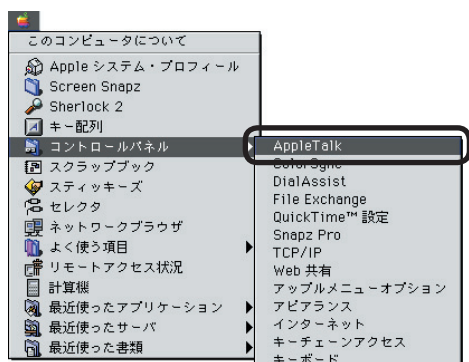 このコンピュータについて
Apple システム・プロフィール
Screen Snapz
Sherlock 2
キー配列
コントロールパネル
スクラップブック
スティッキーズ
セレクタ
ネットワークブラウザ
よく使う項目
リモートアクセス状況
計算機
最近使ったアプリケーション
最近使ったサーバ
最近使った書類
AppleTalk
ColorSync
DialAssist
File Exchange
QuickTime™ 設定
Snapz Pro
TCP/IP
Web 共有
アップルメニューオプション
アピアランス
インターネット
キーチェーンアクセス
キーボード